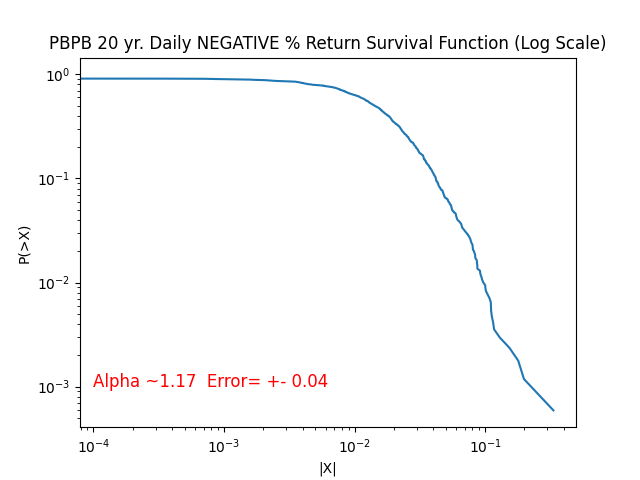 PBPB 20 yr. Daily NEGATIVE % Return Survival Function (Log Scale)
10^0
10^-1
10^-2
10^-3
P(>X)
Alpha ~1.17  Error= +- 0.04
10^-4 10^-3 10^-2 10^-1
|X|